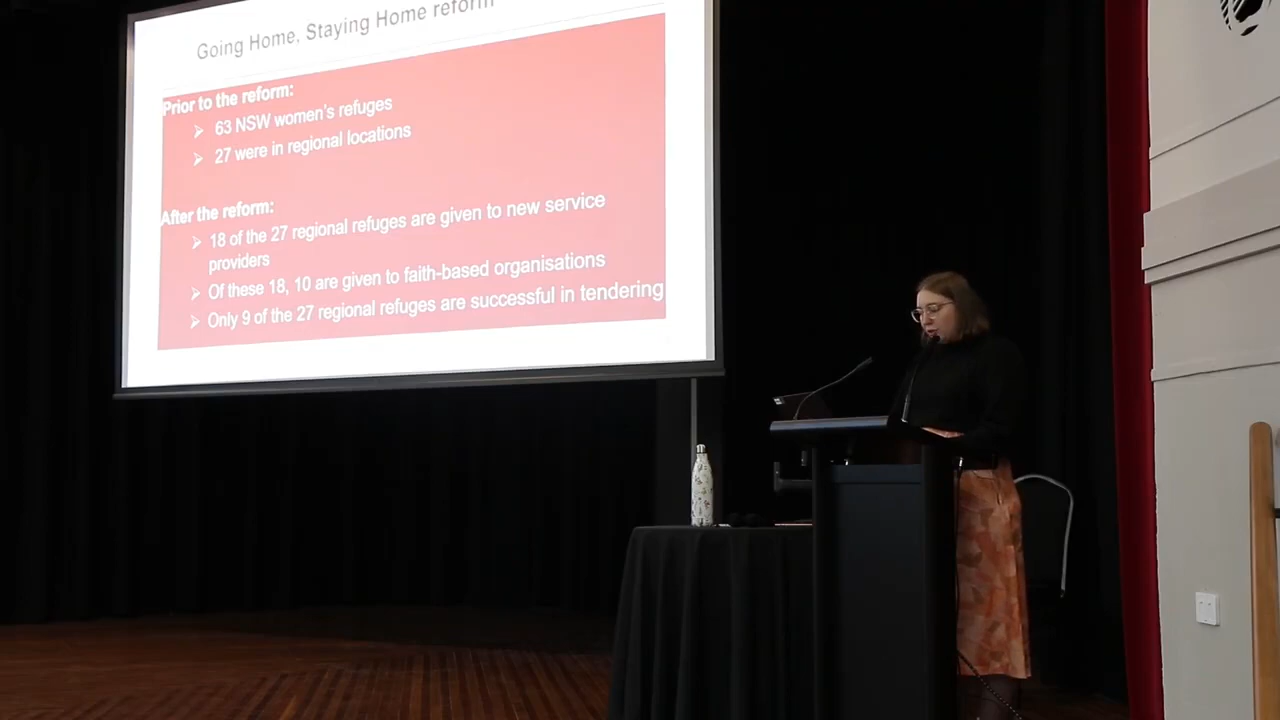 Going Home, Staying Home reform
Prior to the reform:
63 NSW women's refuges
27 were in regional locations
After the reform:
18 of the 27 regional refuges are given to new service
providers
Of these 18, 10 are given to faith-based organisations
Only 9 of the 27 regional refuges are successful in tendering